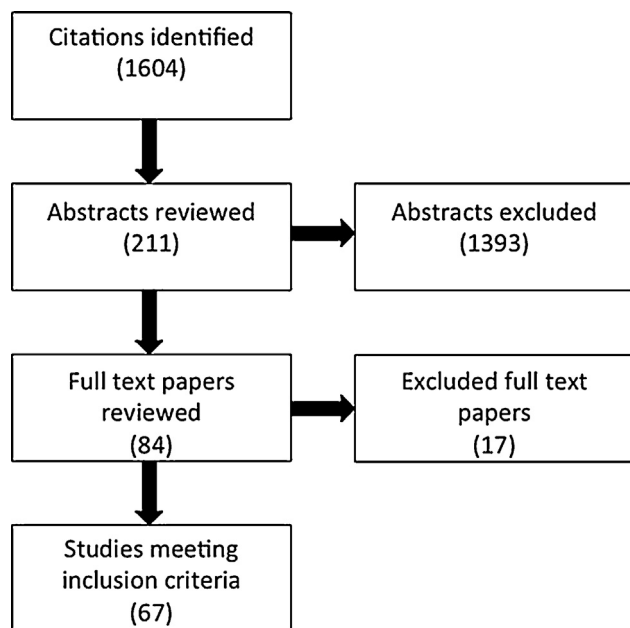 Citations identified
(1604)
Abstracts reviewed
(211)
Abstracts excluded
(1393)
Full text papers
reviewed
(84)
Excluded full text
papers
(17)
Studies meeting
inclusion criteria
(67)